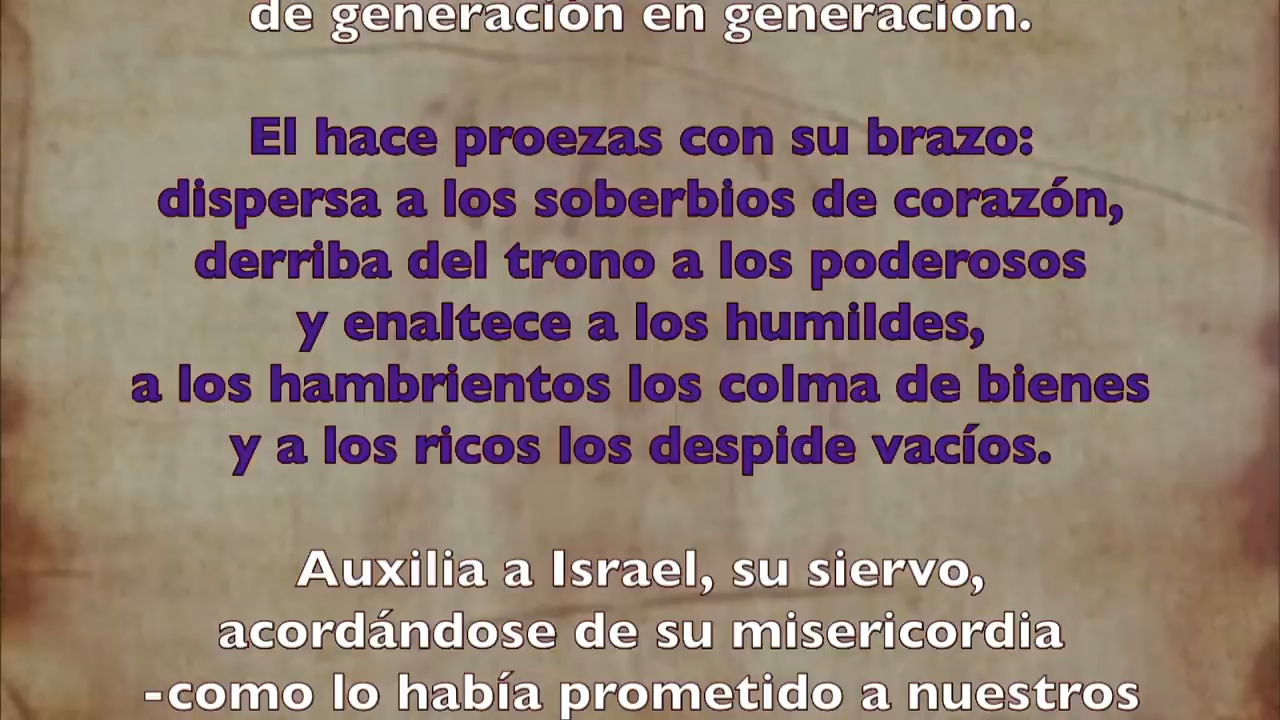 de generación en generación.
El hace proezas con su brazo:
dispersa a los soberbios de corazón,
derriba del trono a los poderosos
y enaltece a los humildes,
a los hambrientos los colma de bienes
y a los ricos los despide vacíos.
Auxilia a Israel, su siervo,
acordándose de su misericordia
-como lo había prometido a nuestros